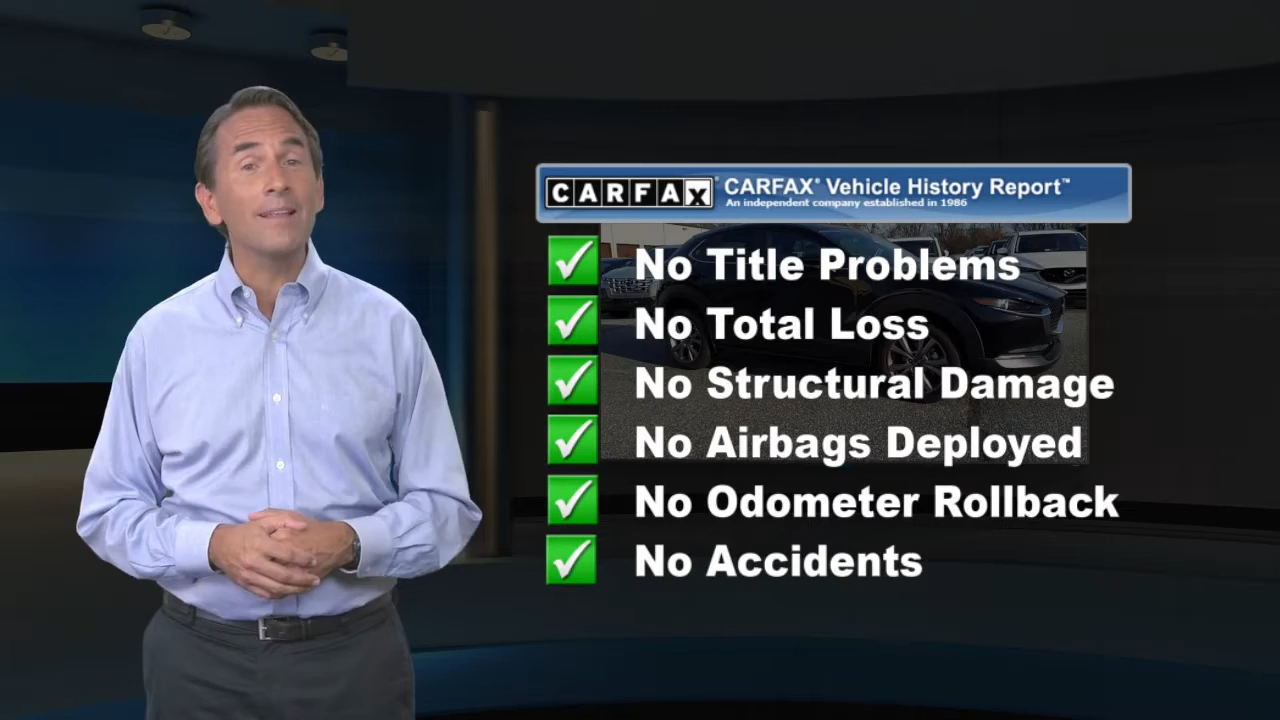 CARFAX® CARFAX® Vehicle History Report™
An independent company established in 1986
No Title Problems
No Total Loss
No Structural Damage
No Airbags Deployed
No Odometer Rollback
No Accidents